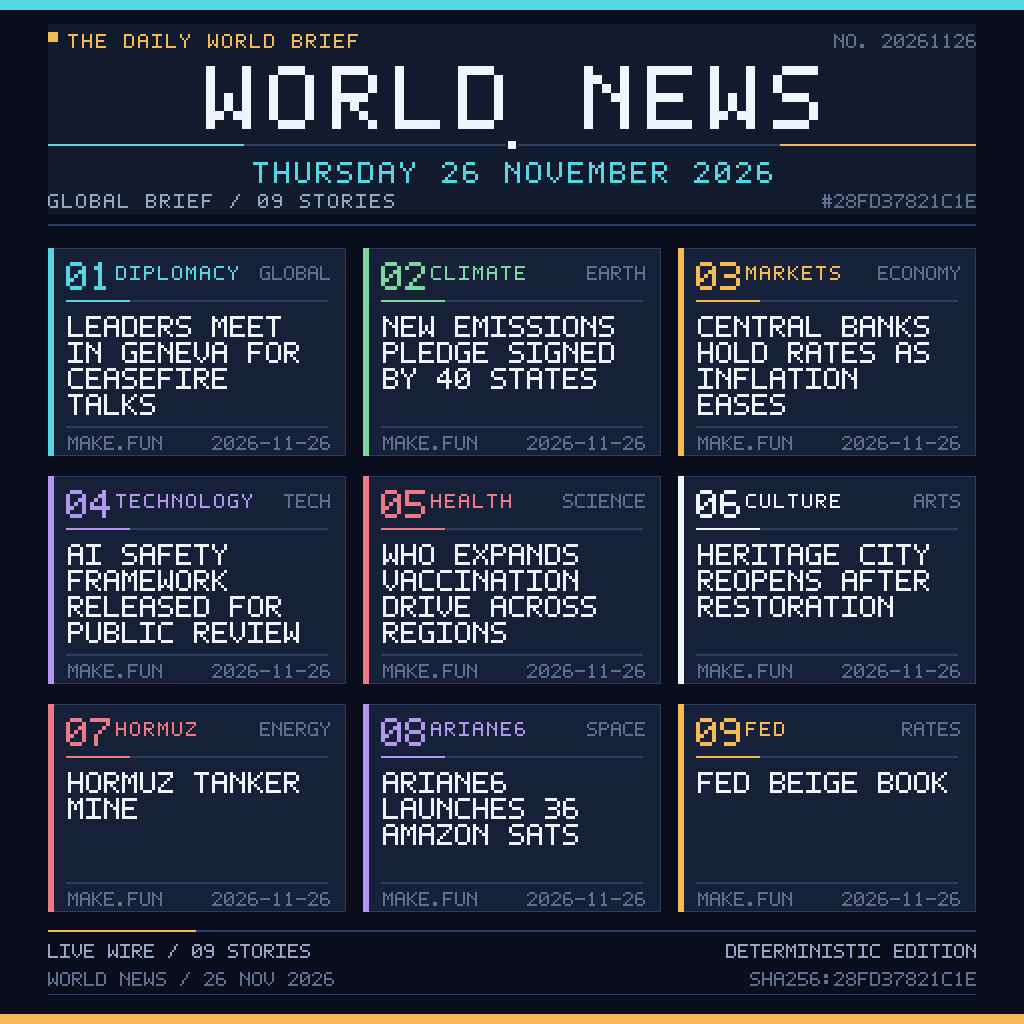 THE DAILY WORLD BRIEF
NO. 20261126
WORLD NEWS
THURSDAY 26 NOVEMBER 2026
GLOBAL BRIEF / 09 STORIES
#28FD37821C1E
01 DIPLOMACY GLOBAL
LEADERS MEET
IN GENEVA FOR
CEASEFIRE
TALKS
MAKE.FUN 2026-11-26
02 CLIMATE EARTH
NEW EMISSIONS
PLEDGE SIGNED
BY 40 STATES
MAKE.FUN 2026-11-26
03 MARKETS ECONOMY
CENTRAL BANKS
HOLD RATES AS
INFLATION
EASES
MAKE.FUN 2026-11-26
04 TECHNOLOGY TECH
AI SAFETY
FRAMEWORK
RELEASED FOR
PUBLIC REVIEW
MAKE.FUN 2026-11-26
05 HEALTH SCIENCE
WHO EXPANDS
VACCINATION
DRIVE ACROSS
REGIONS
MAKE.FUN 2026-11-26
06 CULTURE ARTS
HERITAGE CITY
REOPENS AFTER
RESTORATION
MAKE.FUN 2026-11-26
07 HORMUZ ENERGY
HORMUZ TANKER
MINE
MAKE.FUN 2026-11-26
08 ARIANE6 SPACE
ARIANE6
LAUNCHES 36
AMAZON SATS
MAKE.FUN 2026-11-26
09 FED RATES
FED BEIGE BOOK
MAKE.FUN 2026-11-26
LIVE WIRE / 09 STORIES
DETERMINISTIC EDITION
WORLD NEWS / 26 NOV 2026
SHA256:28FD37821C1E